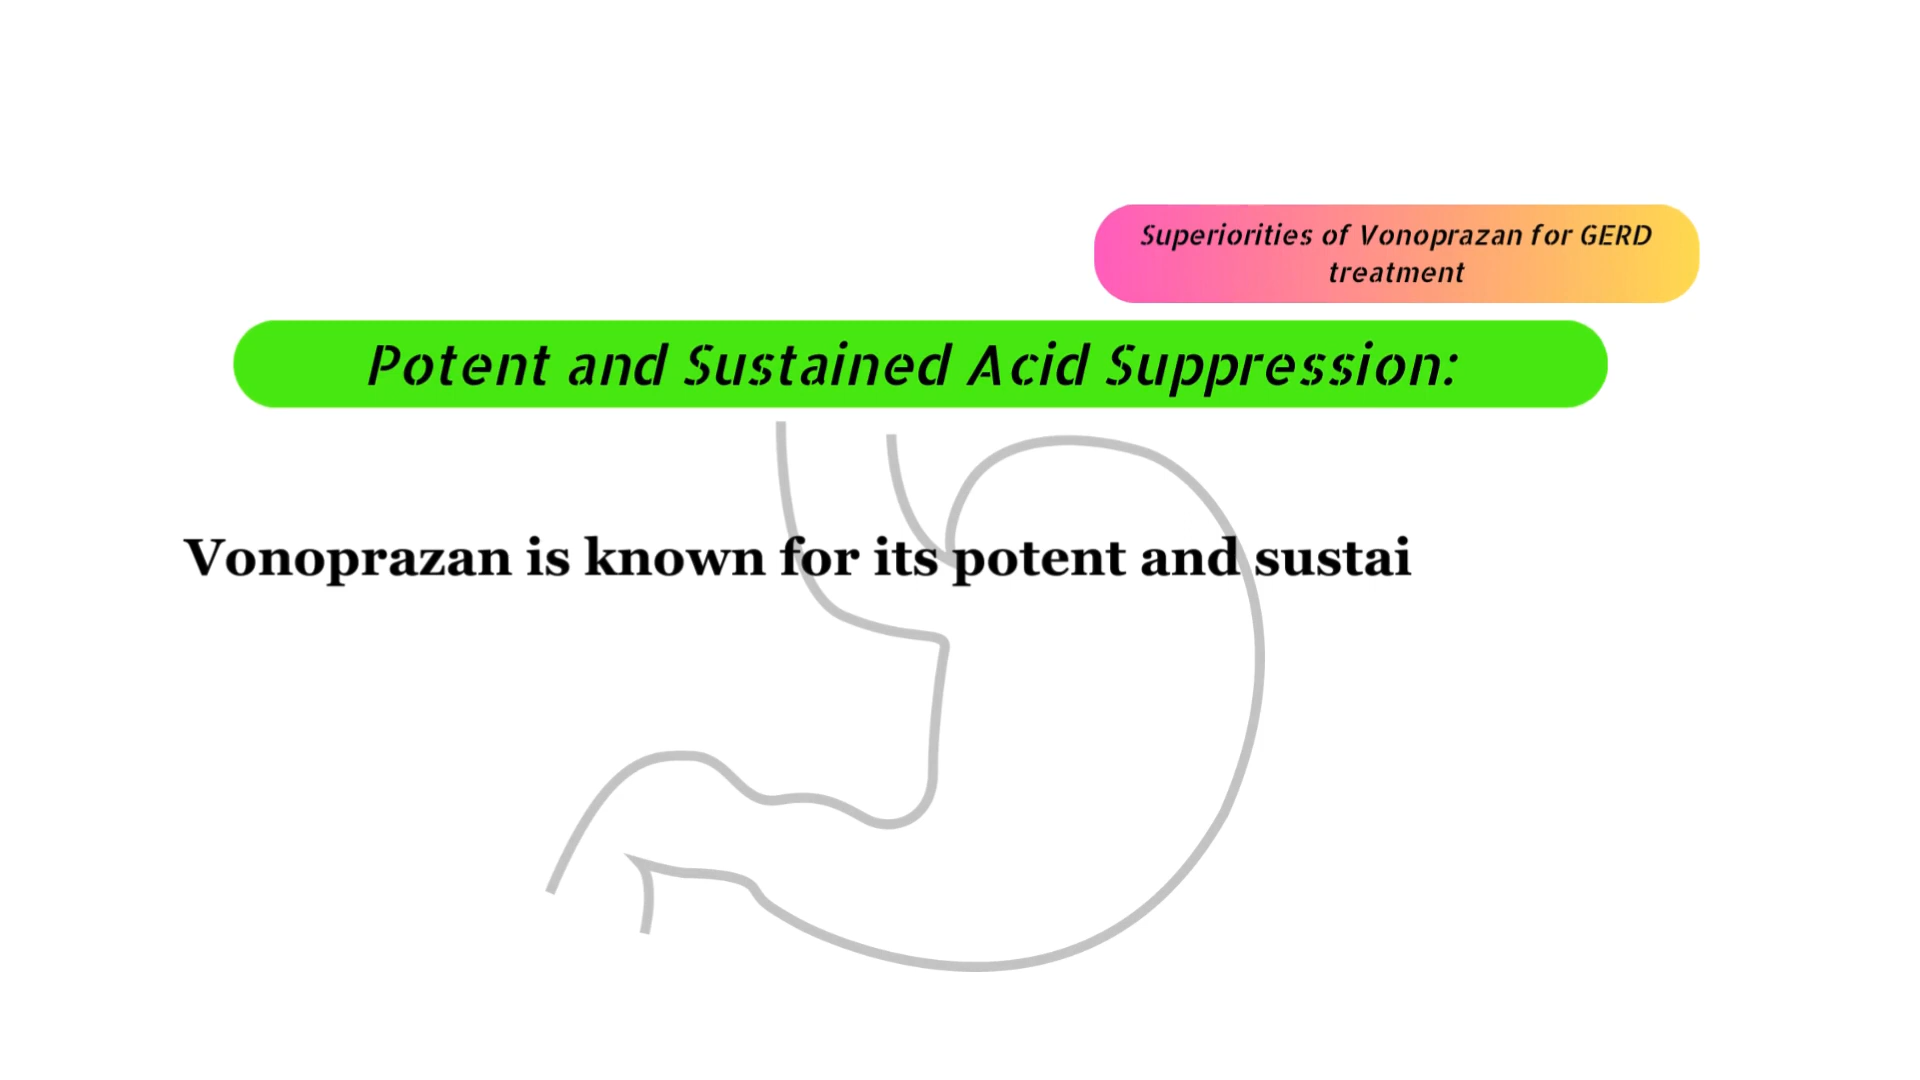 Superiorities of Vonoprazan for GERD
treatment
Potent and Sustained Acid Suppression:
Vonoprazan is known for its potent and sustai